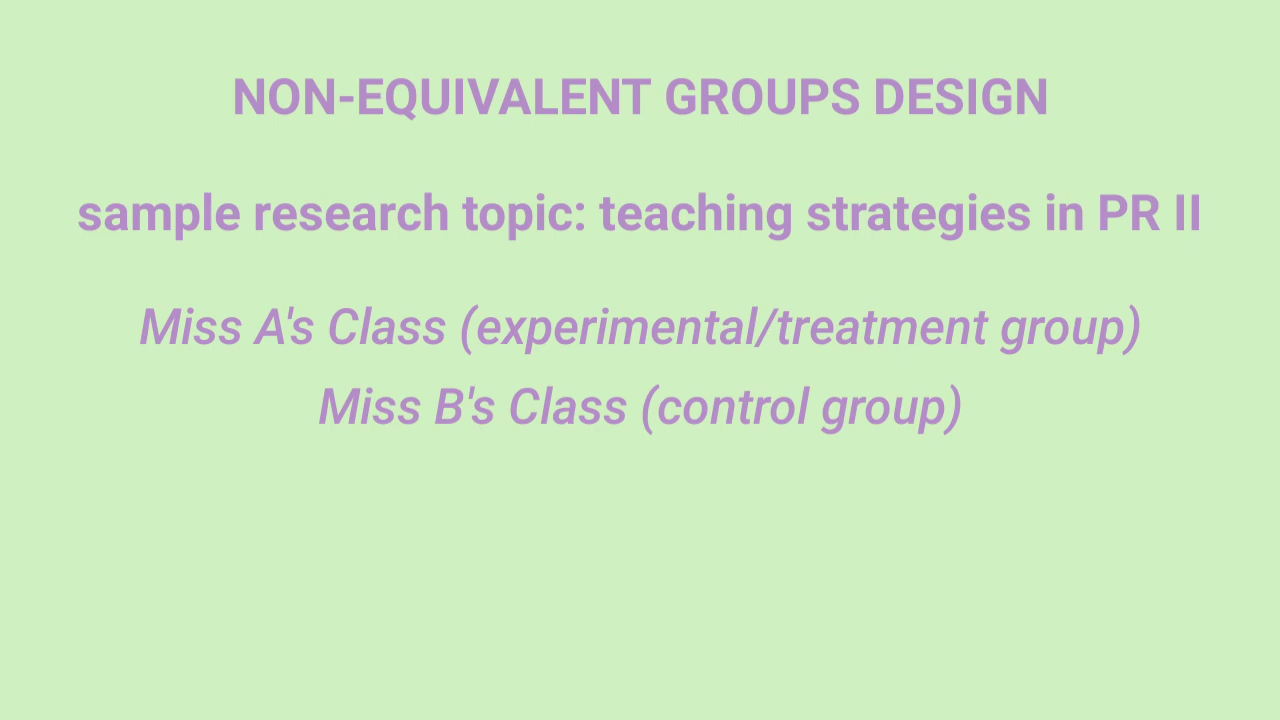 NON-EQUIVALENT GROUPS DESIGN
sample research topic: teaching strategies in PR II
Miss A's Class (experimental/treatment group)
Miss B's Class (control group)